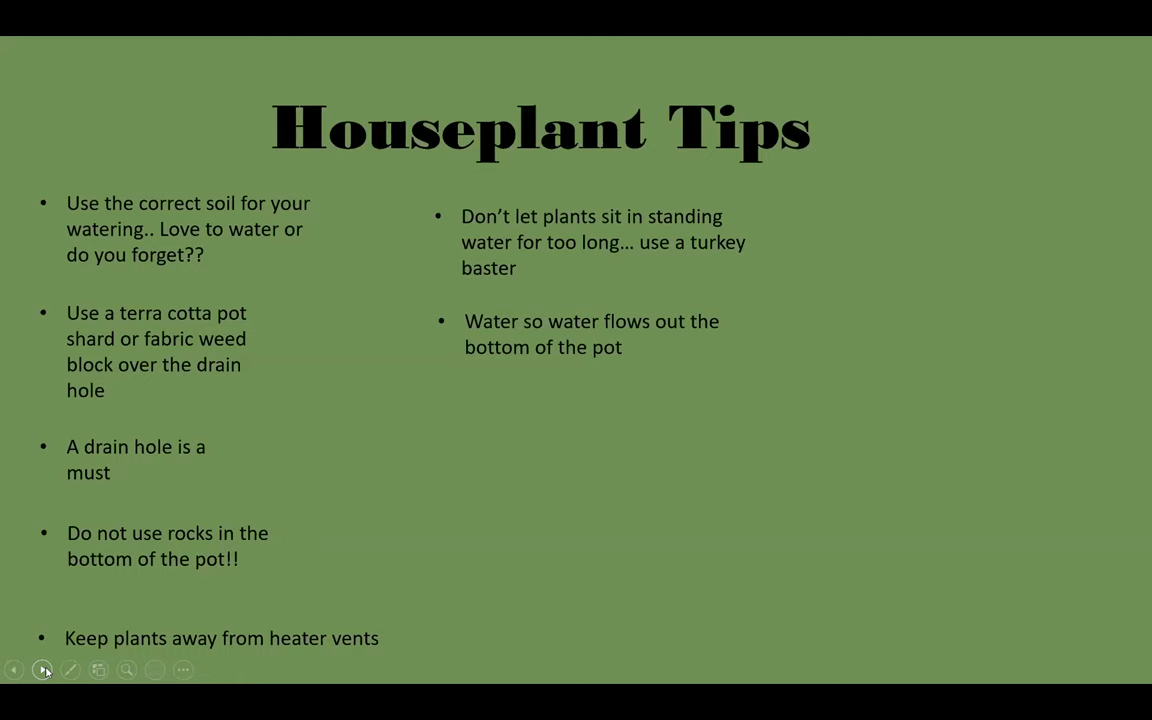 Houseplant Tips
• Use the correct soil for your
watering.. Love to water or
do you forget??
• Use a terra cotta pot
shard or fabric weed
block over the drain
hole
• A drain hole is a
must
• Do not use rocks in the
bottom of the pot!!
• Keep plants away from heater vents
• Don’t let plants sit in standing
water for too long… use a turkey
baster
• Water so water flows out the
bottom of the pot